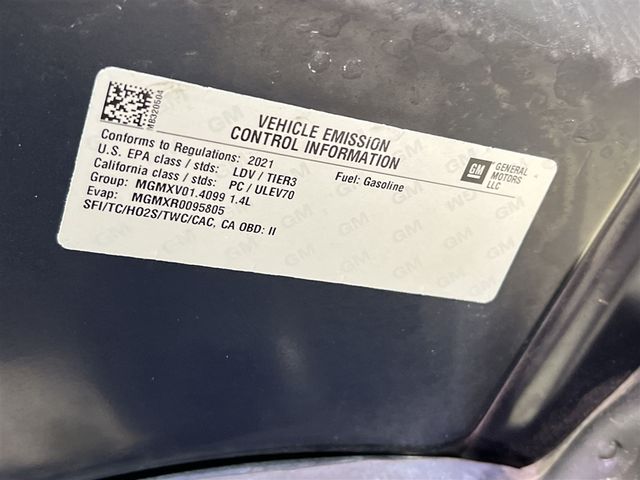 MB320504
VEHICLE EMISSION
CONTROL INFORMATION
Conforms to Regulations: 2021
U.S. EPA class / stds: LDV / TIER3
Fuel: Gasoline
California class / stds: PC / ULEV70
Group: MGMXV01.4099 1.4L
Evap: MGMXR0095805
SFI/TC/HO2S/TWC/CAC, CA OBD: II
GM
GENERAL
MOTORS
LLC